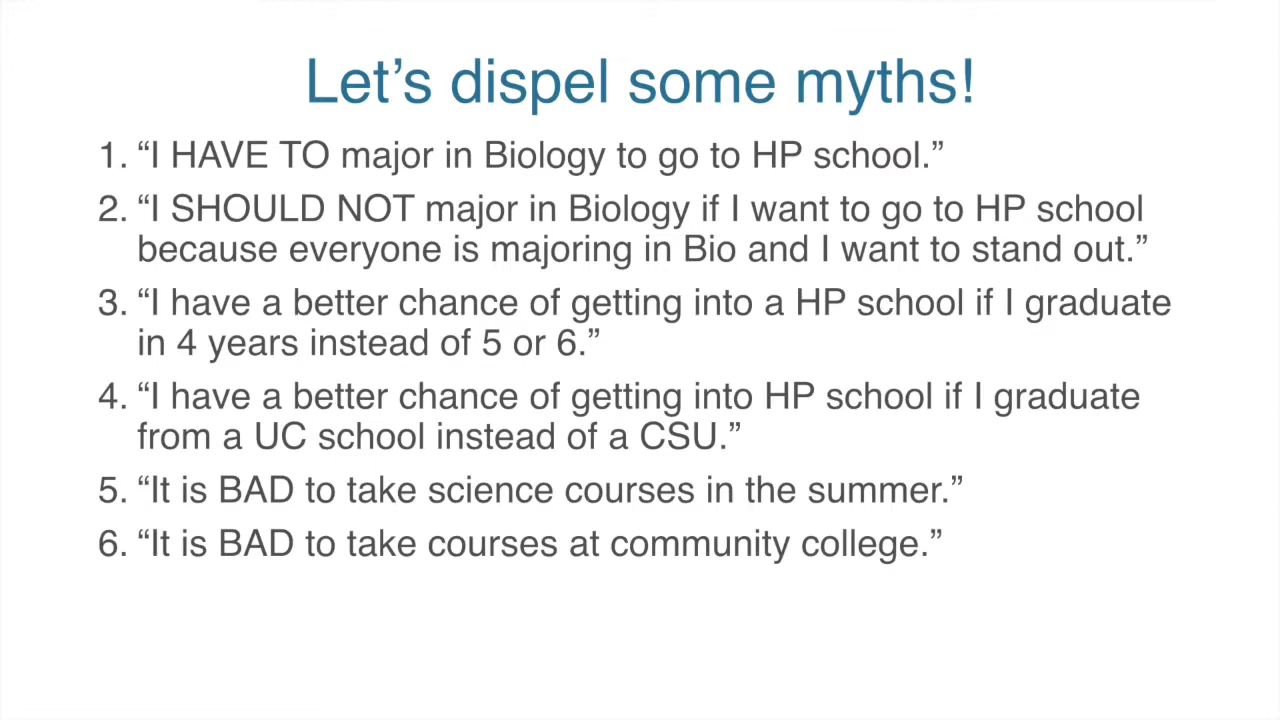 Let’s dispel some myths!
1. “I HAVE TO major in Biology to go to HP school.”
2. “I SHOULD NOT major in Biology if I want to go to HP school
because everyone is majoring in Bio and I want to stand out.”
3. “I have a better chance of getting into a HP school if I graduate
in 4 years instead of 5 or 6.”
4. “I have a better chance of getting into HP school if I graduate
from a UC school instead of a CSU.”
5. “It is BAD to take science courses in the summer.”
6. “It is BAD to take courses at community college.”